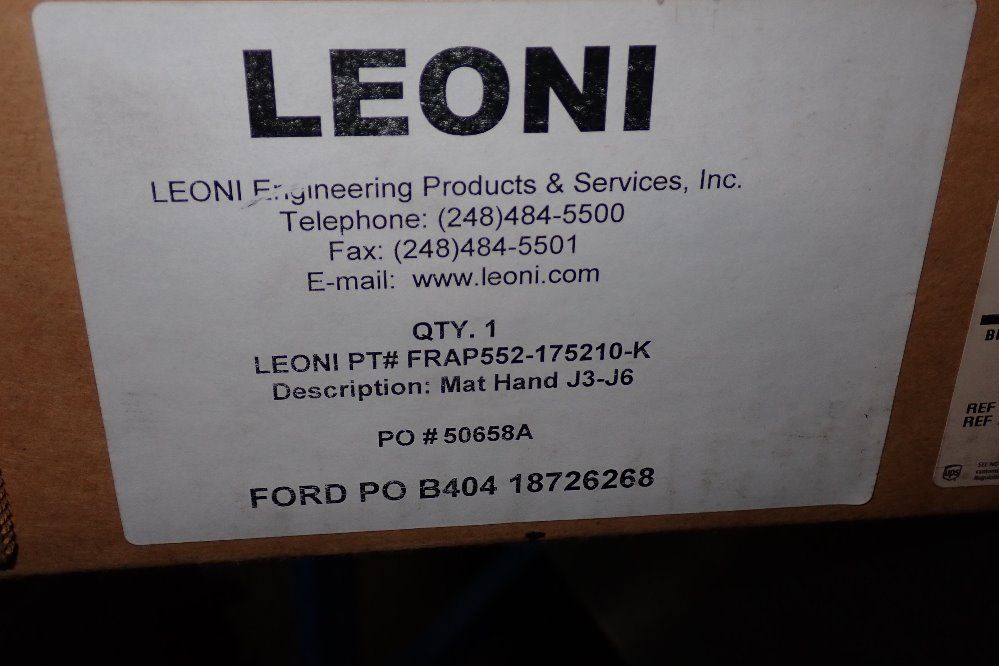 LEONI
LEONI Engineering Products & Services, Inc.
Telephone: (248)484-5500
Fax: (248)484-5501
E-mail: www.leoni.com
QTY. 1
LEONI PT# FRAP552-175210-K
Description: Mat Hand J3-J6
PO # 50658A
FORD PO B404 18726268
REF
REF
ups